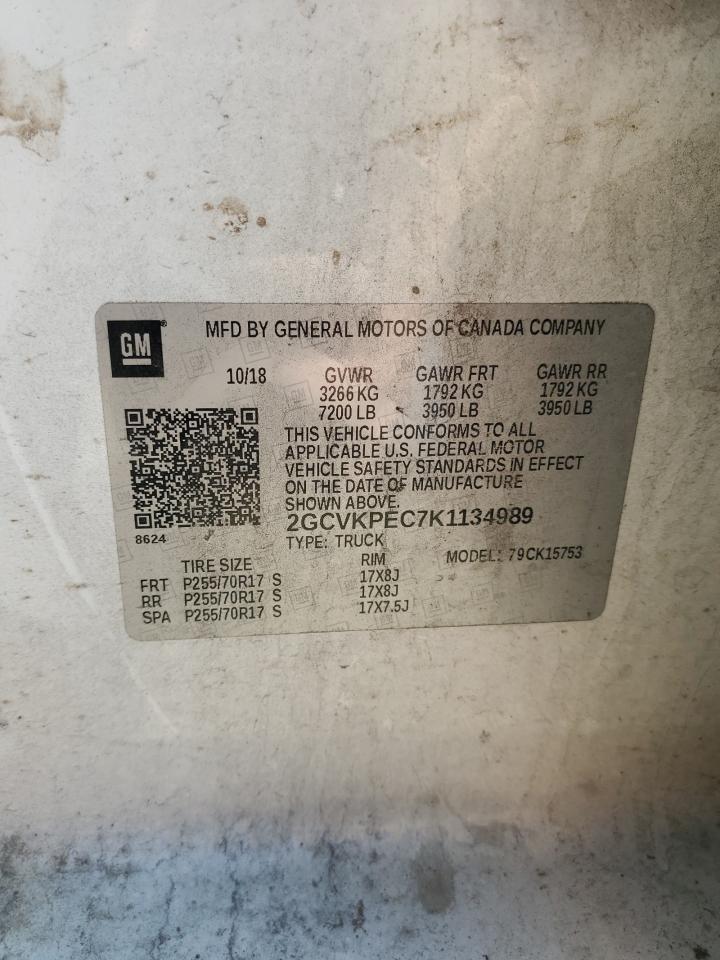 GM®
MFD BY GENERAL MOTORS OF CANADA COMPANY
10/18 GVWR GAWR FRT GAWR RR
3266 KG 1792 KG 1792 KG
7200 LB 3950 LB 3950 LB
THIS VEHICLE CONFORMS TO ALL
APPLICABLE U.S. FEDERAL MOTOR
VEHICLE SAFETY STANDARDS IN EFFECT
ON THE DATE OF MANUFACTURE
SHOWN ABOVE.
2GCVKPEC7K1134989
8624
TYPE: TRUCK
TIRE SIZE RIM MODEL: 79CK15753
FRT P255/70R17 S 17X8J
RR P255/70R17 S 17X8J
SPA P255/70R17 S 17X7.5J